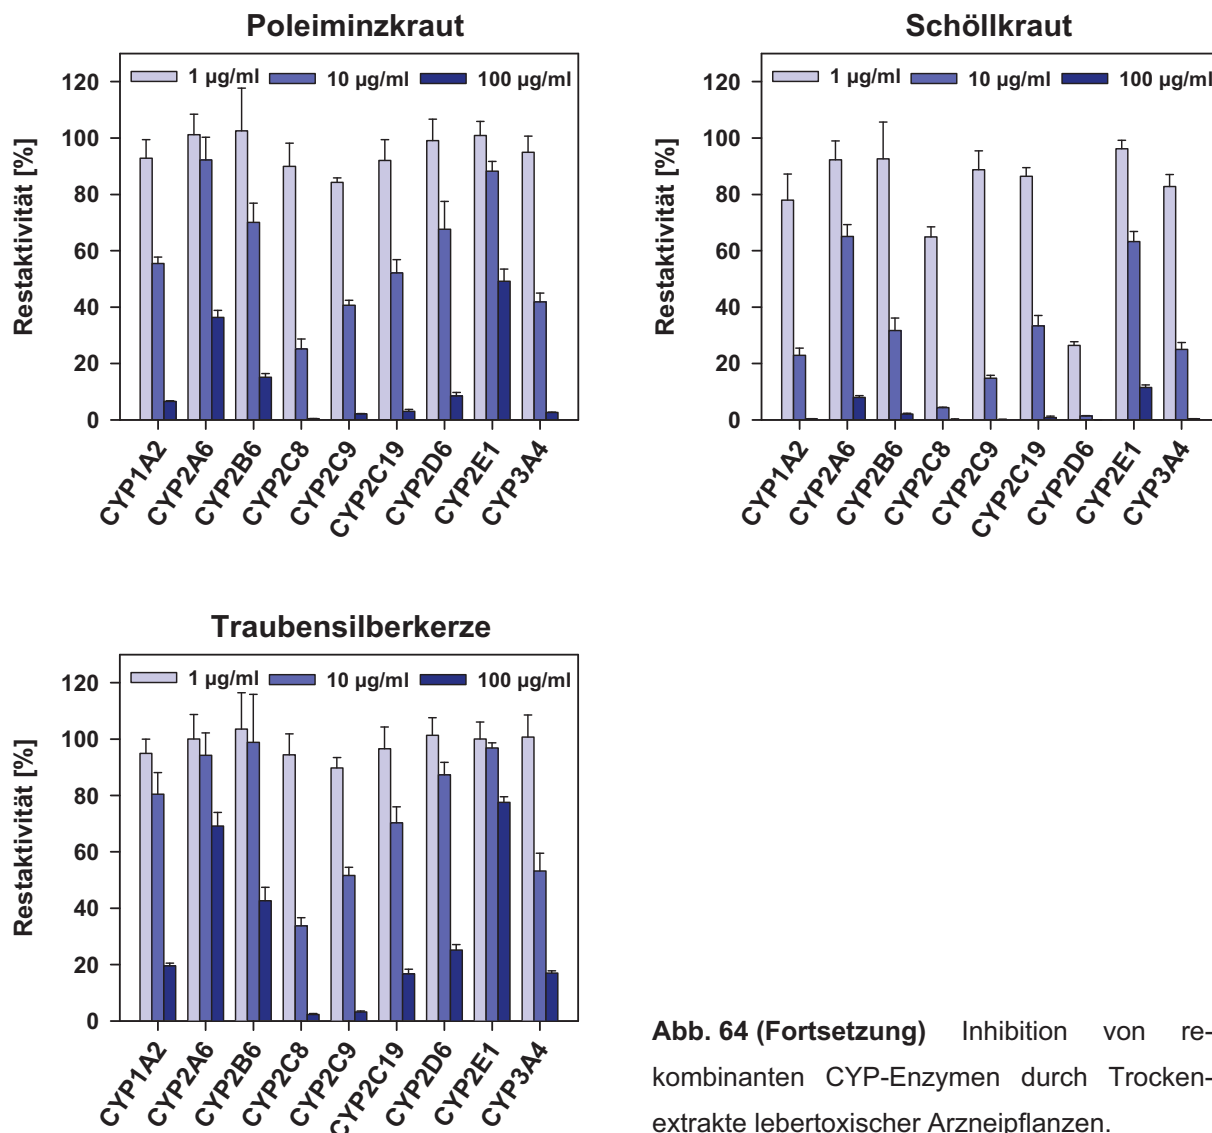 Poleiminzkraut
1 µg/ml 10 µg/ml 100 µg/ml
Restaktivität [%]
120
100
80
60
40
20
0
CYP1A2 CYP2A6 CYP2B6 CYP2C8 CYP2C9 CYP2C19 CYP2D6 CYP2E1 CYP3A4
Schöllkraut
1 µg/ml 10 µg/ml 100 µg/ml
Restaktivität [%]
120
100
80
60
40
20
0
CYP1A2 CYP2A6 CYP2B6 CYP2C8 CYP2C9 CYP2C19 CYP2D6 CYP2E1 CYP3A4
Traubensilberkerze
1 µg/ml 10 µg/ml 100 µg/ml
Restaktivität [%]
120
100
80
60
40
20
0
CYP1A2 CYP2A6 CYP2B6 CYP2C8 CYP2C9 CYP2C19 CYP2D6 CYP2E1 CYP3A4
Abb. 64 (Fortsetzung) Inhibition von re-
kombinanten CYP-Enzymen durch Trocken-
extrakte lebertoxischer Arzneipflanzen.